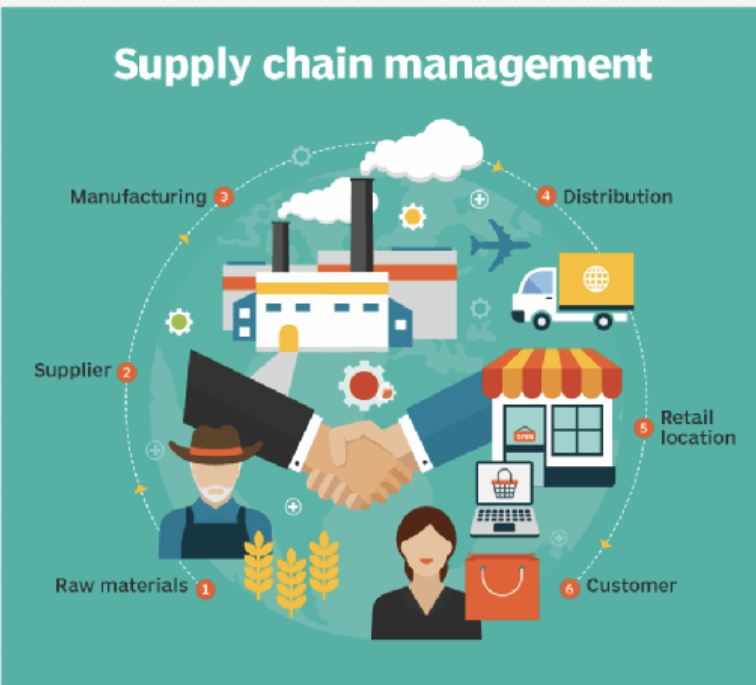 Supply chain management
Manufacturing 3
4 Distribution
Supplier 2
5 Retail
location
OPEN
Raw materials 1
6 Customer